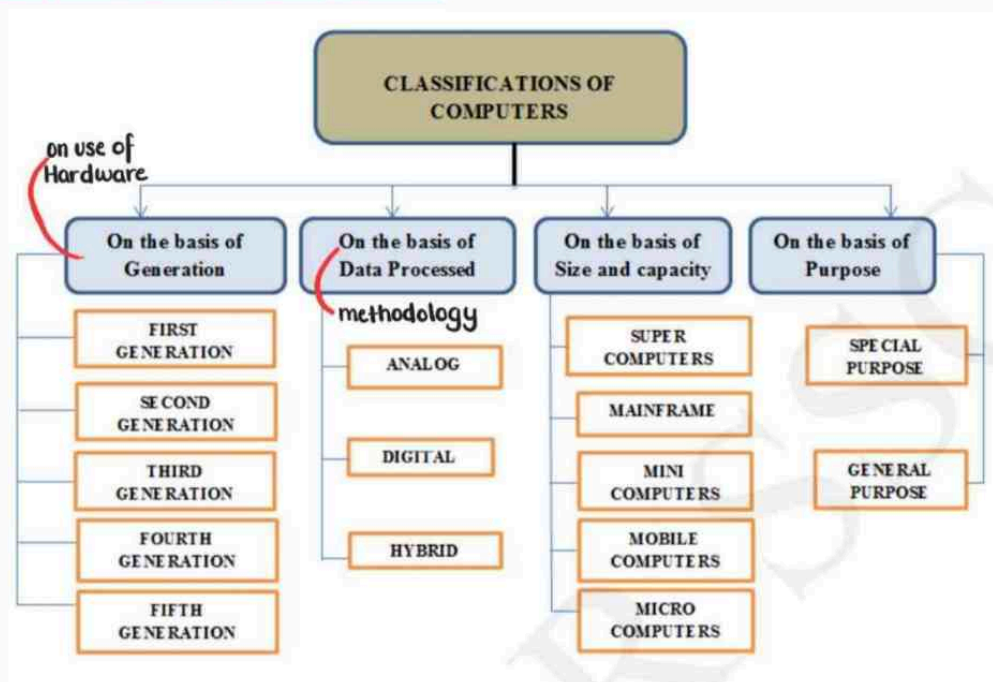 CLASSIFICATIONS OF
COMPUTERS
on use of
Hardware
On the basis of
Generation
FIRST
GENERATION
SECOND
GENERATION
THIRD
GENERATION
FOURTH
GENERATION
FIFTH
GENERATION
On the basis of
Data Processed
methodology
ANALOG
DIGITAL
HYBRID
On the basis of
Size and capacity
SUPER
COMPUTERS
MAINFRAME
MINI
COMPUTERS
MOBILE
COMPUTERS
MICRO
COMPUTERS
On the basis of
Purpose
SPECIAL
PURPOSE
GENERAL
PURPOSE